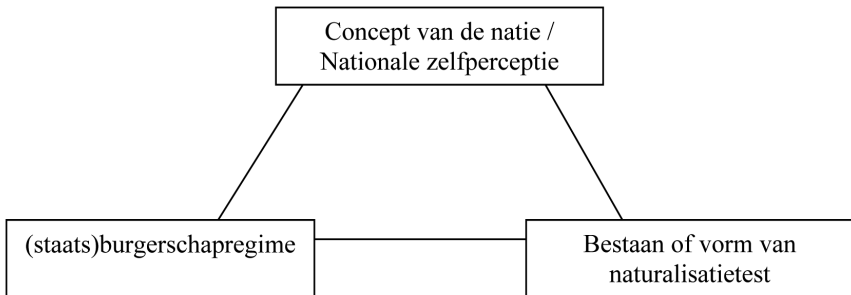 Concept van de natie /
Nationale zelfperceptie
(staats)burgerschapregime
Bestaan of vorm van
naturalisatietest